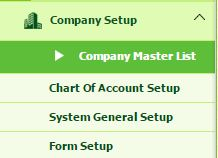 Company Setup
Company Master List
Chart Of Account Setup
System General Setup
Form Setup